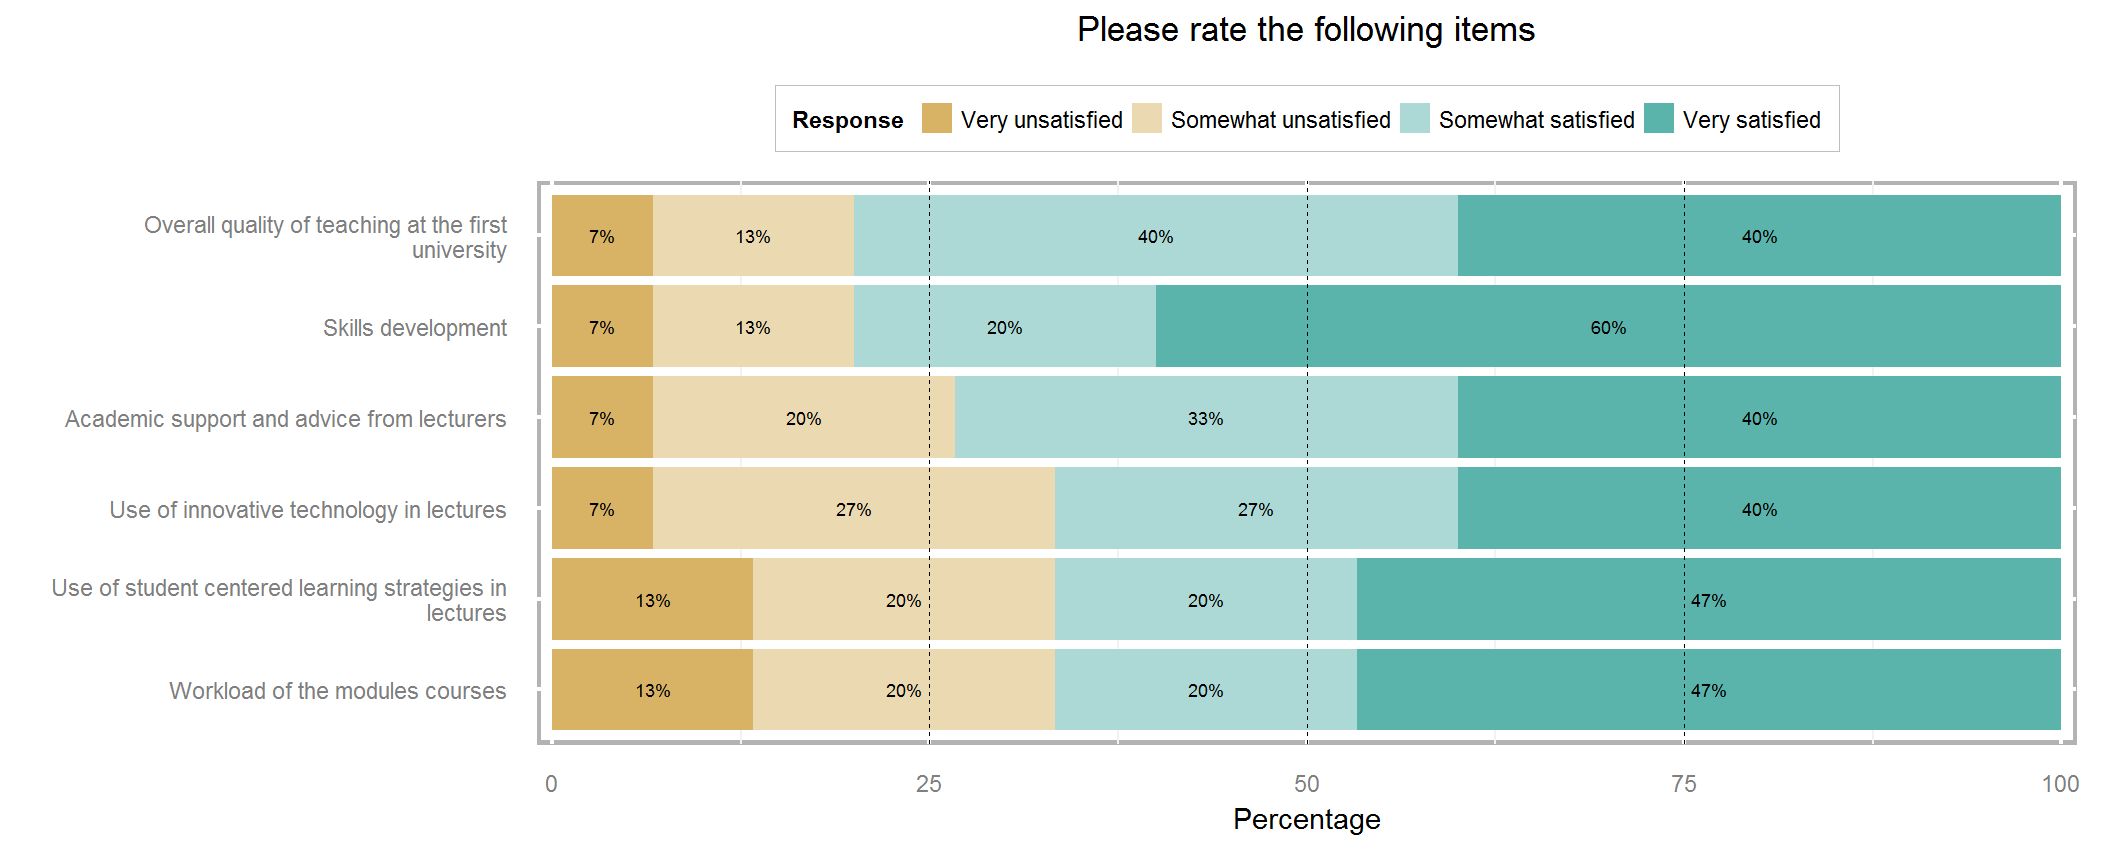 Please rate the following items
Response Very unsatisfied Somewhat unsatisfied Somewhat satisfied Very satisfied
Overall quality of teaching at the first
university
7% 13% 40% 40%
Skills development
7% 13% 20% 60%
Academic support and advice from lecturers
7% 20% 33% 40%
Use of innovative technology in lectures
7% 27% 27% 40%
Use of student centered learning strategies in
lectures
13% 20% 20% 47%
Workload of the modules courses
13% 20% 20% 47%
0 25 50 75 100
Percentage